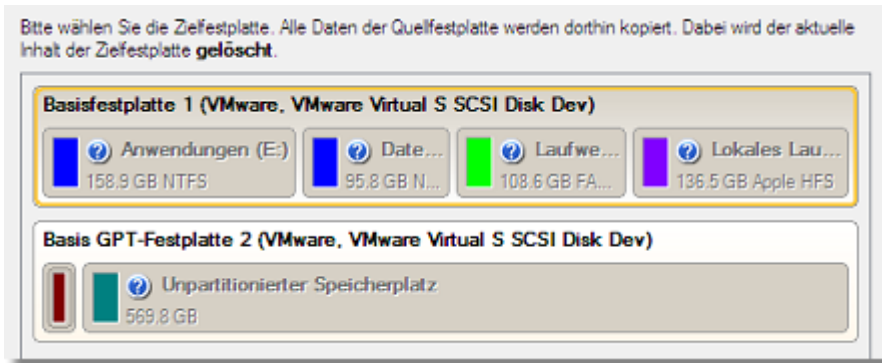 Bitte wählen Sie die Zielfestplatte. Alle Daten der Quellfestplatte werden dorthin kopiert. Dabei wird der aktuelle
Inhalt der Zielfestplatte gelöscht.
Basisfestplatte 1 (VMware, VMware Virtual S SCSI Disk Dev)
Anwendungen (E:) Date... Laufwe... Lokales Lau...
158.9 GB NTFS 95.8 GB N... 108.6 GB FA... 136.5 GB Apple HFS
Basis GPT-Festplatte 2 (VMware, VMware Virtual S SCSI Disk Dev)
Unpartitionierter Speicherplatz
569,8 GB